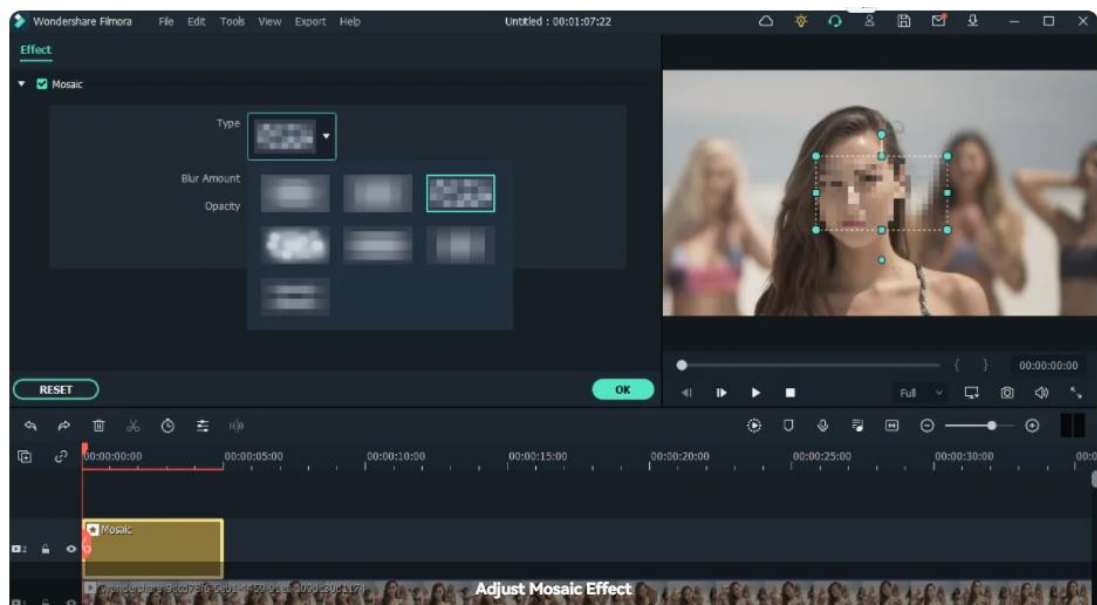 Wondershare Filmora File Edit Tools View Export Help Untitled : 00:01:07:22
Effect
Mosaic
Type
Blur Amount
Opacity
00:00:00:00
RESET OK Full
00:00:00:00 00:00:05:00 00:00:10:00 00:00:15:00 00:00:20:00 00:00:25:00 00:00:30:00
Mosaic
2
Adjust Mosaic Effect